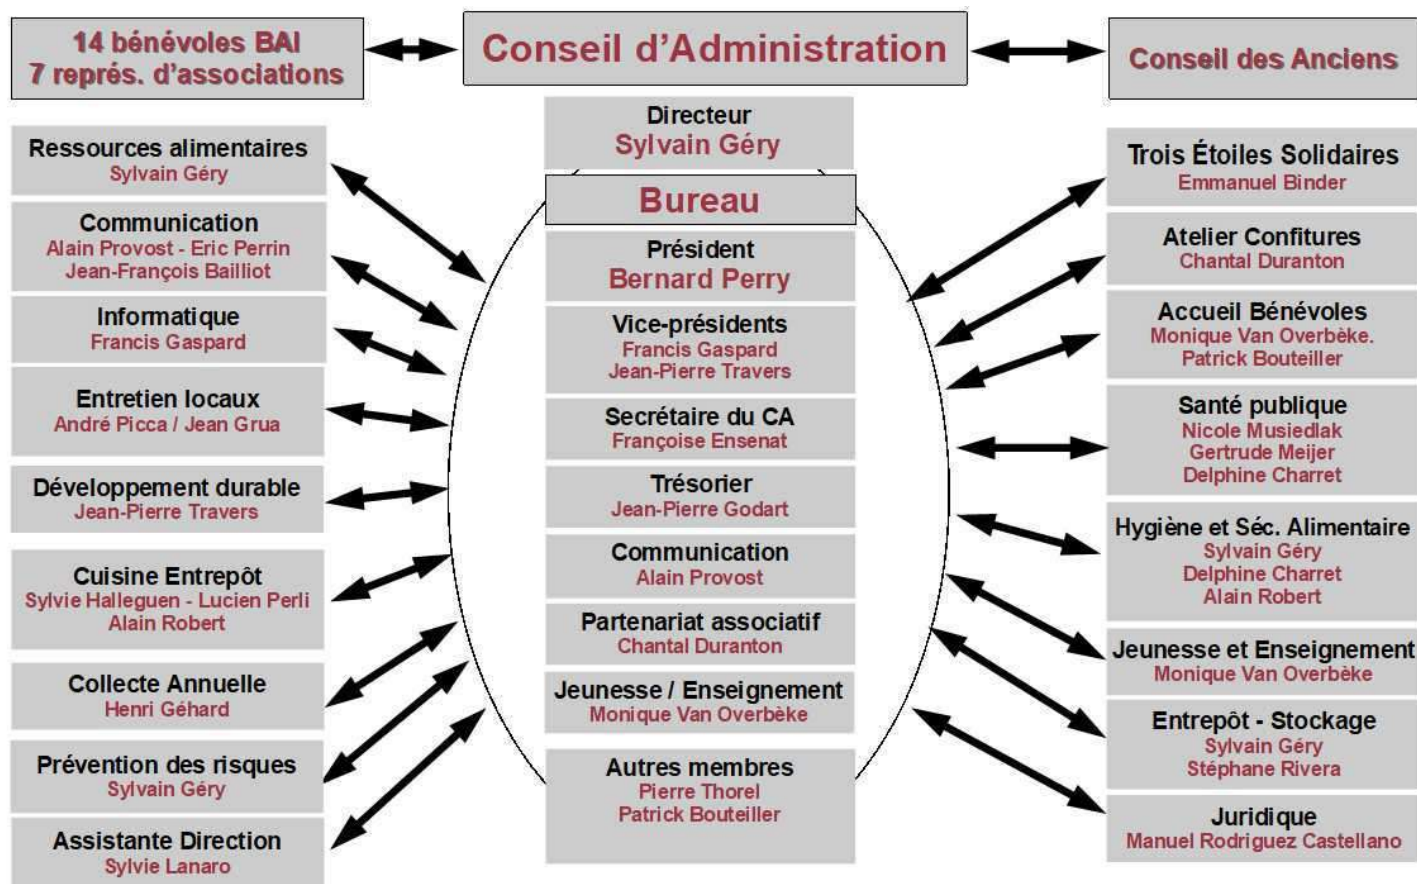 14 bénévoles BAI
7 représ. d'associations
Conseil d'Administration
Conseil des Anciens
Ressources alimentaires
Sylvain Géry
Communication
Alain Provost - Eric Perrin
Jean-François Bailliot
Informatique
Francis Gaspard
Entretien locaux
André Picca / Jean Grua
Développement durable
Jean-Pierre Travers
Cuisine Entrepôt
Sylvie Halleguen - Lucien Perli
Alain Robert
Collecte Annuelle
Henri Géhard
Prévention des risques
Sylvain Géry
Assistante Direction
Sylvie Lanaro
Directeur
Sylvain Géry
Bureau
Président
Bernard Perry
Vice-présidents
Francis Gaspard
Jean-Pierre Travers
Secrétaire du CA
Françoise Ensenat
Trésorier
Jean-Pierre Godart
Communication
Alain Provost
Partenariat associatif
Chantal Duranton
Jeunesse / Enseignement
Monique Van Overbèke
Autres membres
Pierre Thorel
Patrick Bouteiller
Trois Étoiles Solidaires
Emmanuel Binder
Atelier Confitures
Chantal Duranton
Accueil Bénévoles
Monique Van Overbèke.
Patrick Bouteiller
Santé publique
Nicole Musiedlak
Gertrude Meijer
Delphine Charret
Hygiène et Séc. Alimentaire
Sylvain Géry
Delphine Charret
Alain Robert
Jeunesse et Enseignement
Monique Van Overbèke
Entrepôt - Stockage
Sylvain Géry
Stéphane Rivera
Juridique
Manuel Rodriguez Castellano